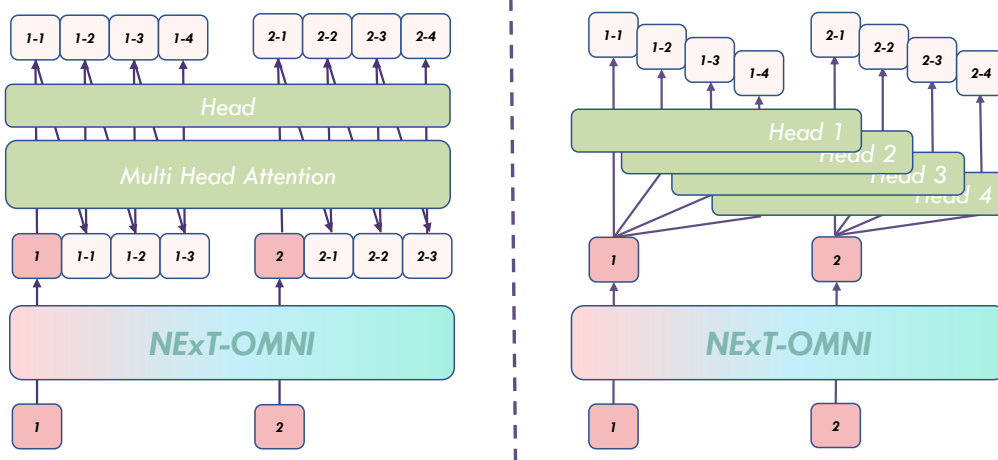 1-1 1-2 1-3 1-4 2-1 2-2 2-3 2-4
Head
Multi Head Attention
1 1-1 1-2 1-3 2 2-1 2-2 2-3
NExT-OMNI
1 2
1-1 1-2 1-3 1-4 2-1 2-2 2-3 2-4
Head 1
Head 2
Head 3
Head 4
1 2
NExT-OMNI
1 2